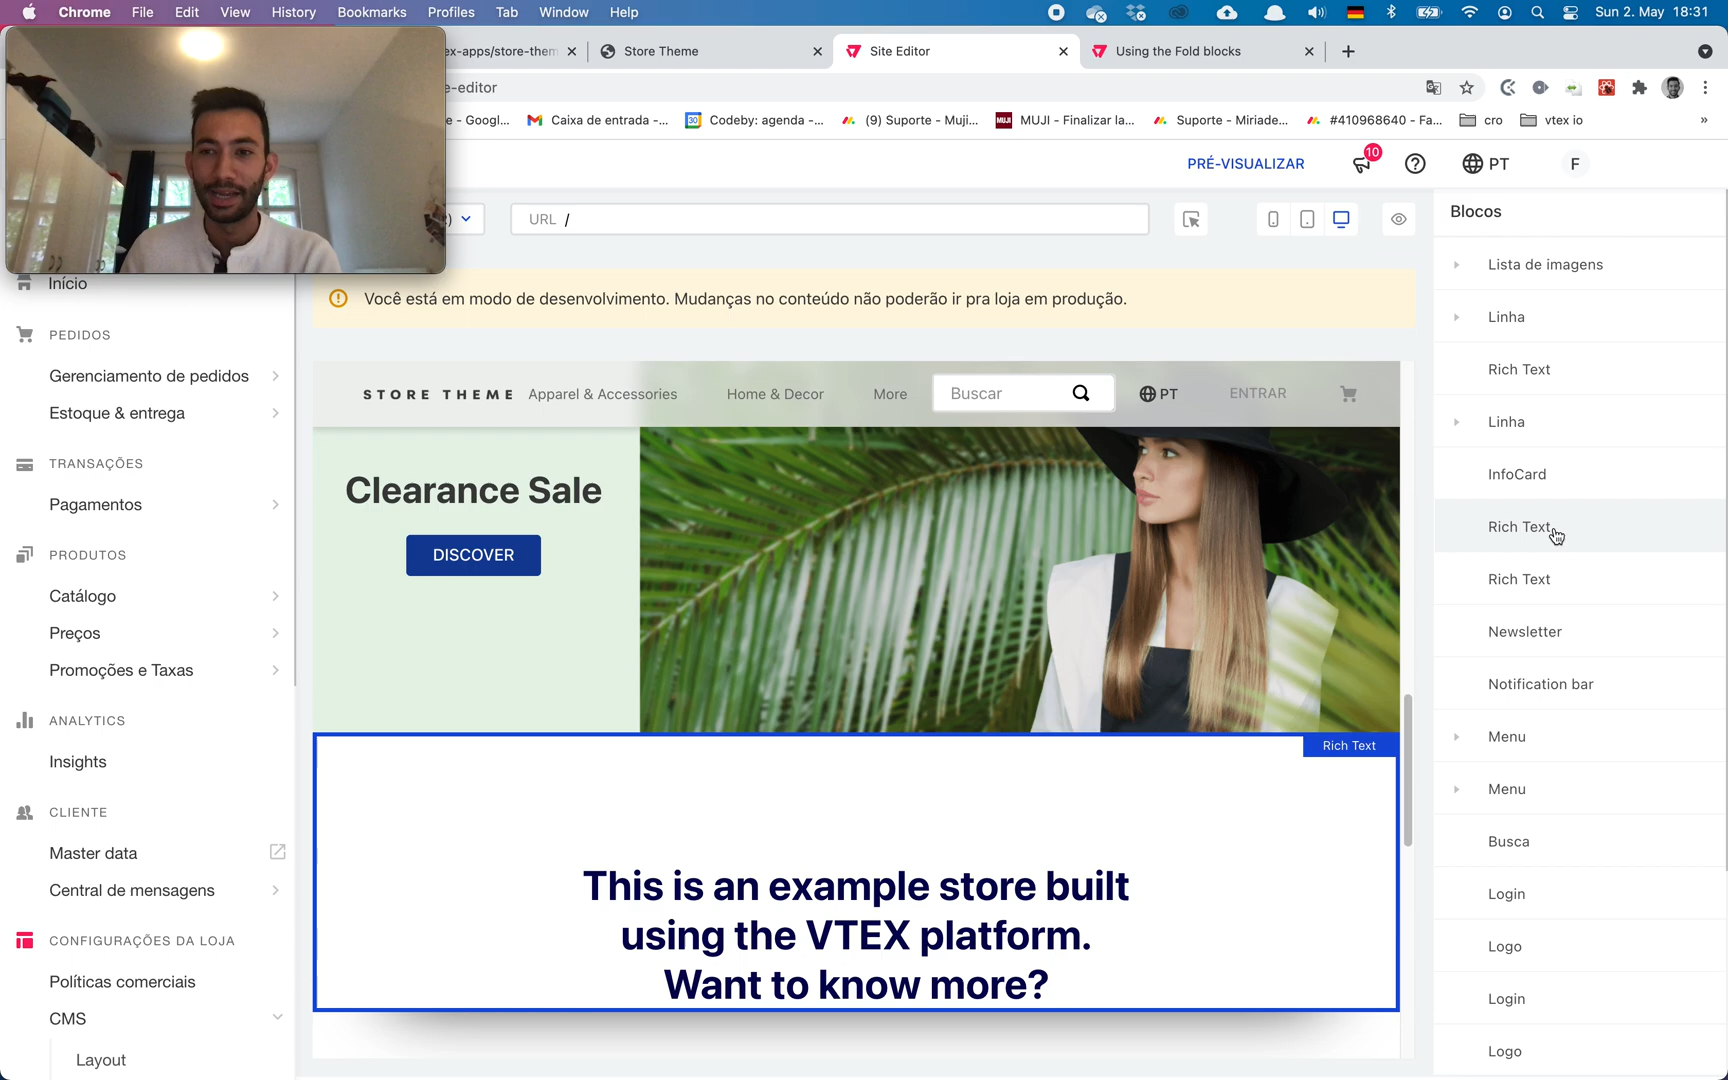 Chrome File Edit View History Bookmarks Profiles Tab Window Help Sun 2. May 18:31
ex-apps/store-them Store Theme Site Editor Using the Fold blocks
e-editor
e - Googl... Caixa de entrada -... 30 Codeby: agenda -... (9) Suporte - Muji... MUJI MUJI - Finalizar la... Suporte - Miriade... #410968640 - Fa... cro vtex io »
PRÉ-VISUALIZAR 10 PT F
URL /
Blocos
Você está em modo de desenvolvimento. Mudanças no conteúdo não poderão ir pra loja em produção.
Início
PEDIDOS
Gerenciamento de pedidos
Estoque & entrega
TRANSAÇÕES
Pagamentos
PRODUTOS
Catálogo
Preços
Promoções e Taxas
ANALYTICS
Insights
CLIENTE
Master data
Central de mensagens
CONFIGURAÇÕES DA LOJA
Políticas comerciais
CMS
Layout
STORE THEME Apparel & Accessories Home & Decor More Buscar PT ENTRAR
Clearance Sale
DISCOVER
Rich Text
This is an example store built
using the VTEX platform.
Want to know more?
Lista de imagens
Linha
Rich Text
Linha
InfoCard
Rich Text
Rich Text
Newsletter
Notification bar
Menu
Menu
Busca
Login
Logo
Login
Logo